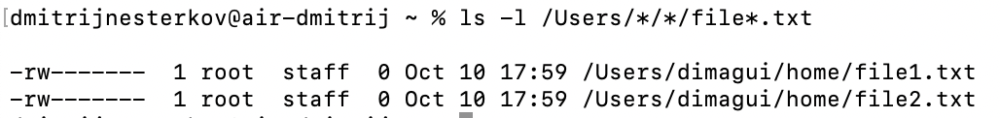 [dmitrijnesterkov@air-dmitrij ~ % ls -l /Users/*/*/file*.txt
-rw-------  1 root  staff  0 Oct 10 17:59 /Users/dimagui/home/file1.txt
-rw-------  1 root  staff  0 Oct 10 17:59 /Users/dimagui/home/file2.txt